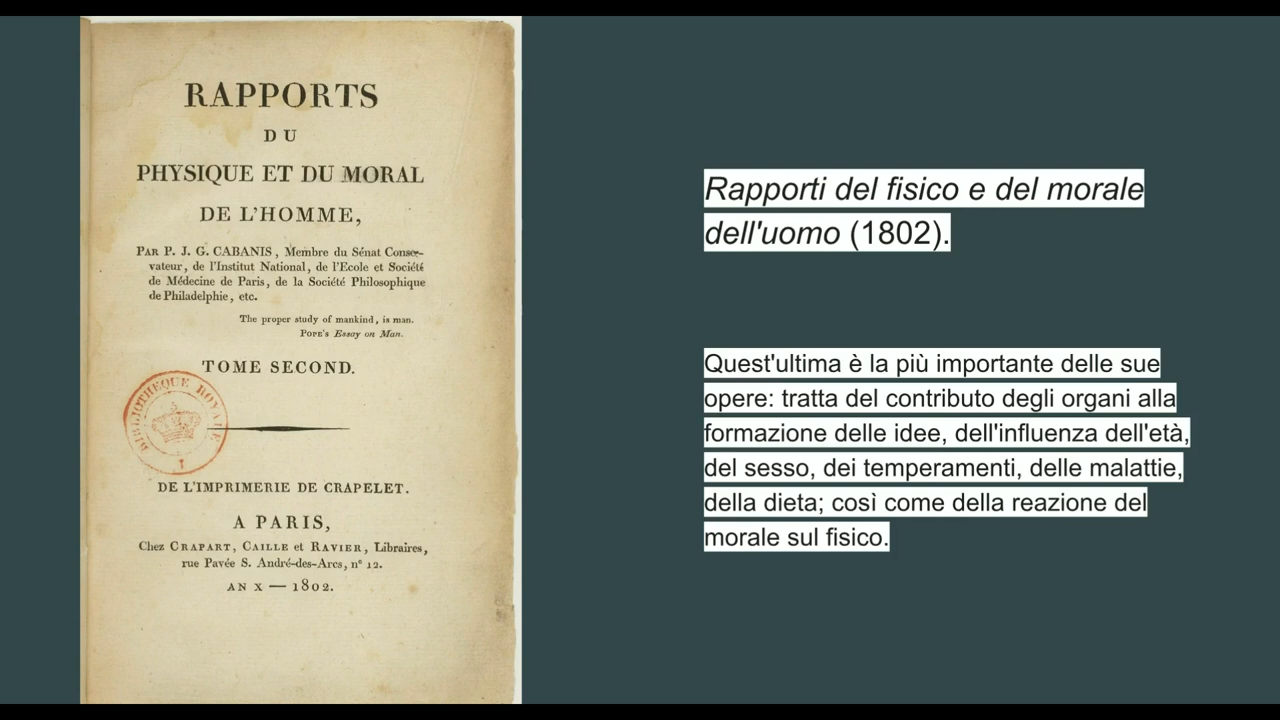 RAPPORTS
DU
PHYSIQUE ET DU MORAL
DE L'HOMME,
PAR P. J. G. CABANIS, Membre du Sénat Conser-
vateur, de l'Institut National, de l'Ecole et Société
de Médecine de Paris, de la Société Philosophique
de Philadelphie, etc.
The proper study of mankind, is man.
POPE's Essay on Man.
TOME SECOND.
BIBLIOTHEQUE ROYALE
I
DE L'IMPRIMERIE DE CRAPELET.
A PARIS,
Chez CRAPART, CAILLE et RAVIER, Libraires,
rue Pavée S. André-des-Arcs, nº 12.
AN X — 1802.
Rapporti del fisico e del morale
dell'uomo (1802).
Quest'ultima è la più importante delle sue
opere: tratta del contributo degli organi alla
formazione delle idee, dell'influenza dell'età,
del sesso, dei temperamenti, delle malattie,
della dieta; così come della reazione del
morale sul fisico.